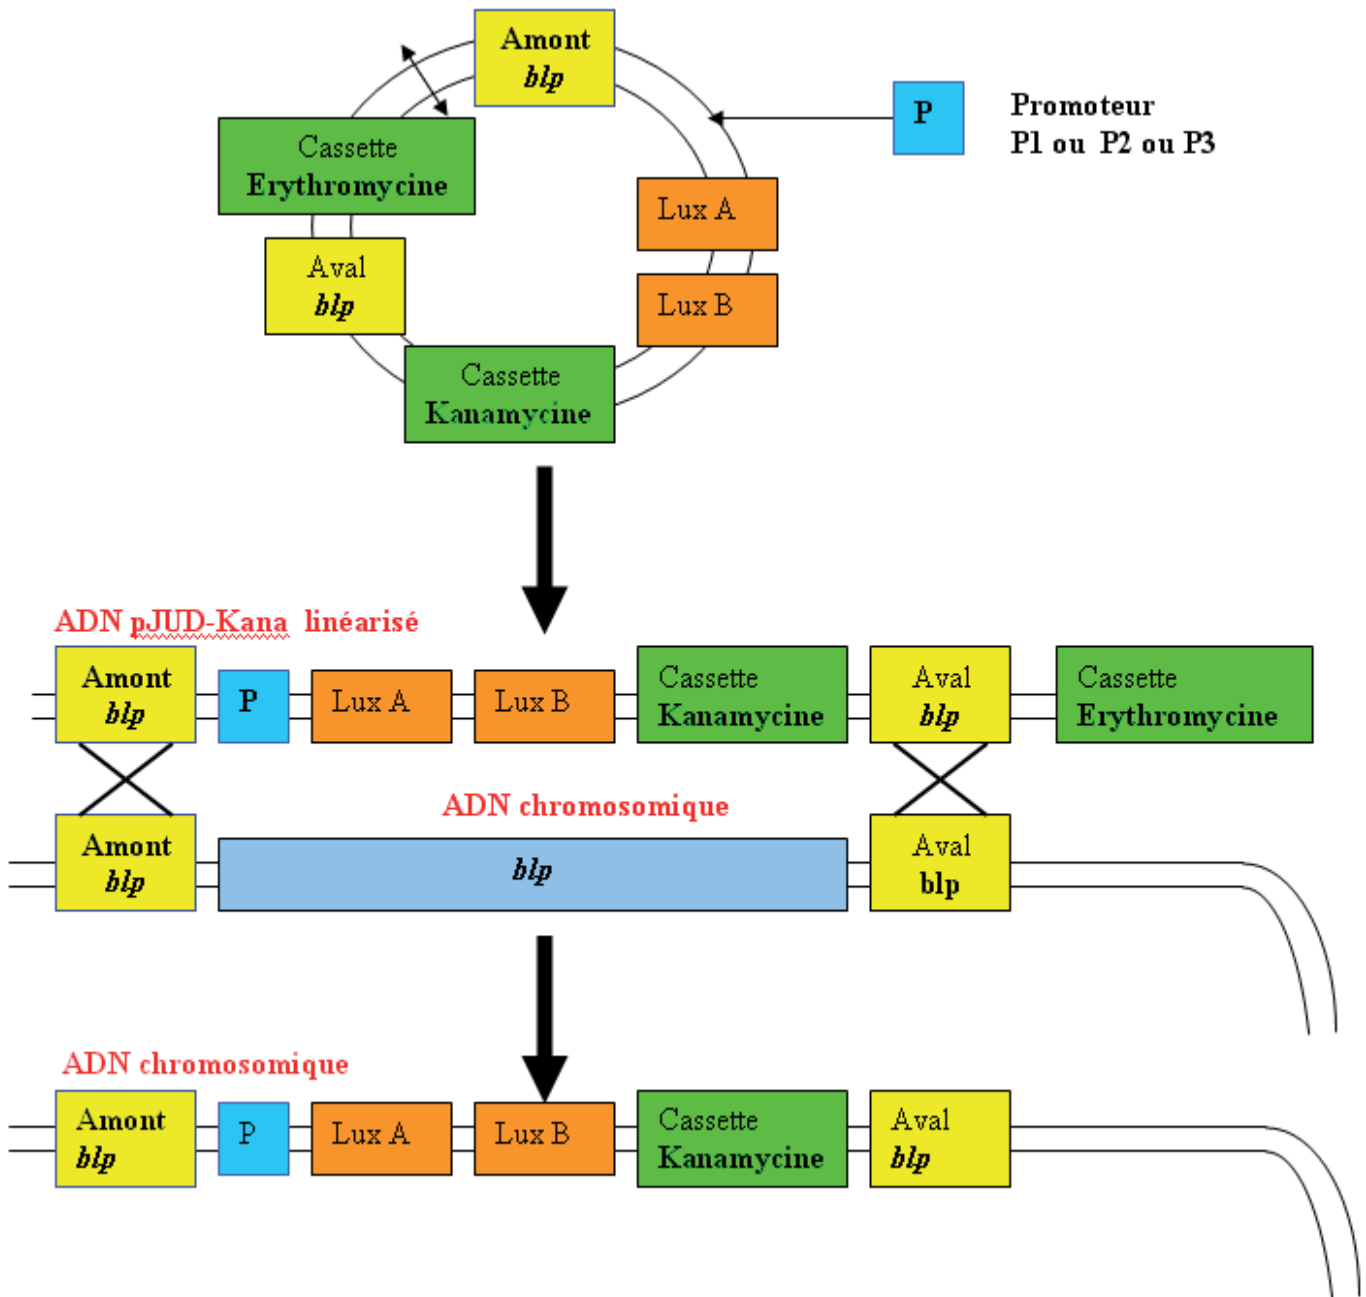 Amont
blp
P
Promoteur
P1 ou P2 ou P3
Cassette
Erythromycine
Lux A
Aval
blp
Lux B
Cassette
Kanamycine
ADN pJUD-Kana linéarisé
Amont
blp
P
Lux A
Lux B
Cassette
Kanamycine
Aval
blp
Cassette
Erythromycine
ADN chromosomique
Amont
blp
blp
Aval
blp
ADN chromosomique
Amont
blp
P
Lux A
Lux B
Cassette
Kanamycine
Aval
blp